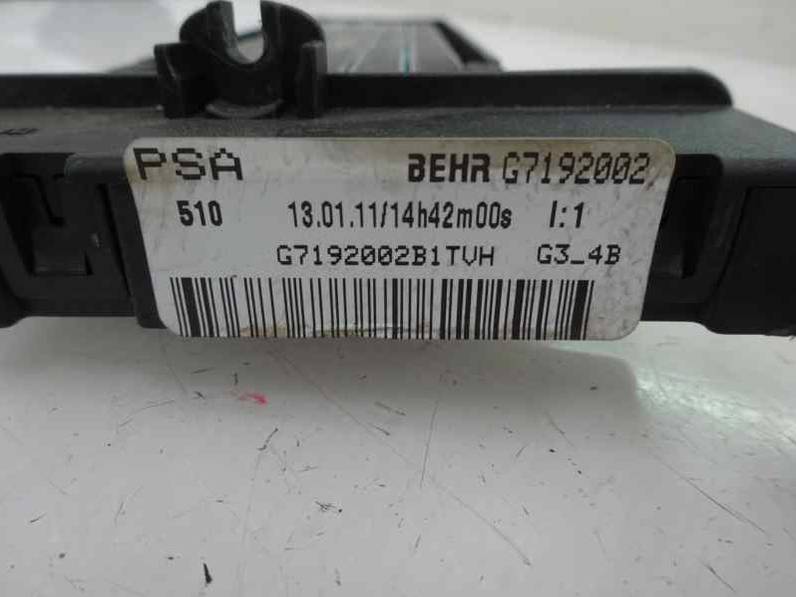 PSA BEHR G7192002
510 13.01.11/14h42m00s I:1
G7192002B1TVH G3_4B